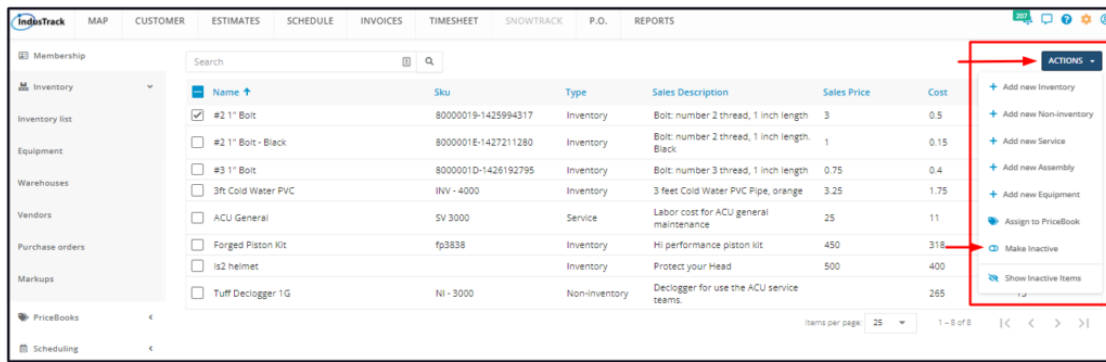 IndusTrack MAP CUSTOMER ESTIMATES SCHEDULE INVOICES TIMESHEET SNOWTRACK P.O. REPORTS 207
Membership
Inventory
Inventory list
Equipment
Warehouses
Vendors
Purchase orders
Markups
PriceBooks
Scheduling
Search
ACTIONS
Name Sku Type Sales Description Sales Price Cost
#2 1" Bolt 80000019-1425994317 Inventory Bolt: number 2 thread, 1 inch length 3 0.5
#2 1" Bolt - Black 8000001E-1427211280 Inventory Bolt: number 2 thread, 1 inch length. 1 0.15
Black
#3 1" Bolt 8000001D-1426192795 Inventory Bolt: number 3 thread, 1 inch length 0.75 0.4
3ft Cold Water PVC INV - 4000 Inventory 3 feet Cold Water PVC Pipe, orange 3.25 1.75
ACU General SV 3000 Service Labor cost for ACU general 25 11
maintenance
Forged Piston Kit fp3838 Inventory Hi performance piston kit 450 318
ls2 helmet Inventory Protect your Head 500 400
Tuff Declogger 1G NI - 3000 Non-inventory Declogger for use the ACU service 265
teams.
Add new Inventory
Add new Non-inventory
Add new Service
Add new Assembly
Add new Equipment
Assign to PriceBook
Make Inactive
Show Inactive Items
Items per page: 25 1 – 8 of 8